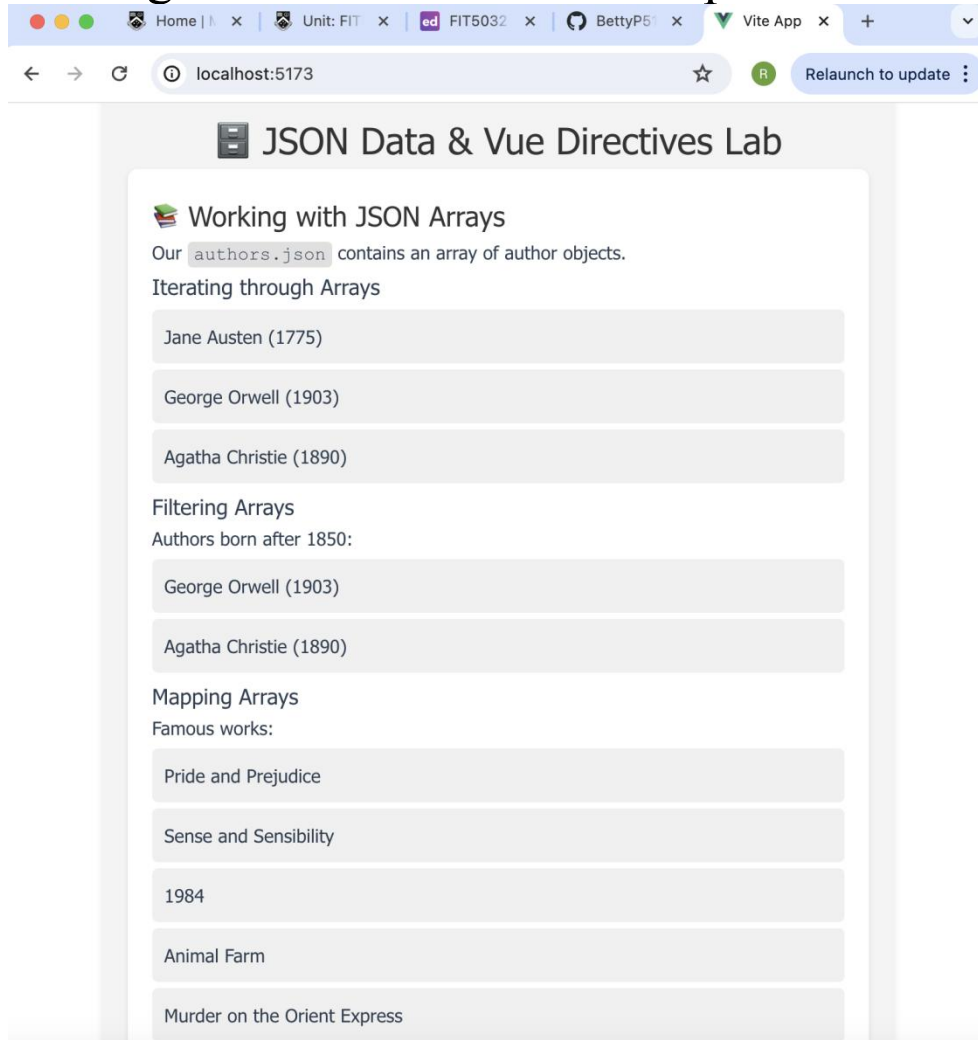 Home | M
Unit: FIT
ed FIT5032
BettyP5
Vite App
localhost:5173
R
Relaunch to update
🗄️ JSON Data & Vue Directives Lab
📚 Working with JSON Arrays
Our authors.json contains an array of author objects.
Iterating through Arrays
Jane Austen (1775)
George Orwell (1903)
Agatha Christie (1890)
Filtering Arrays
Authors born after 1850:
George Orwell (1903)
Agatha Christie (1890)
Mapping Arrays
Famous works:
Pride and Prejudice
Sense and Sensibility
1984
Animal Farm
Murder on the Orient Express